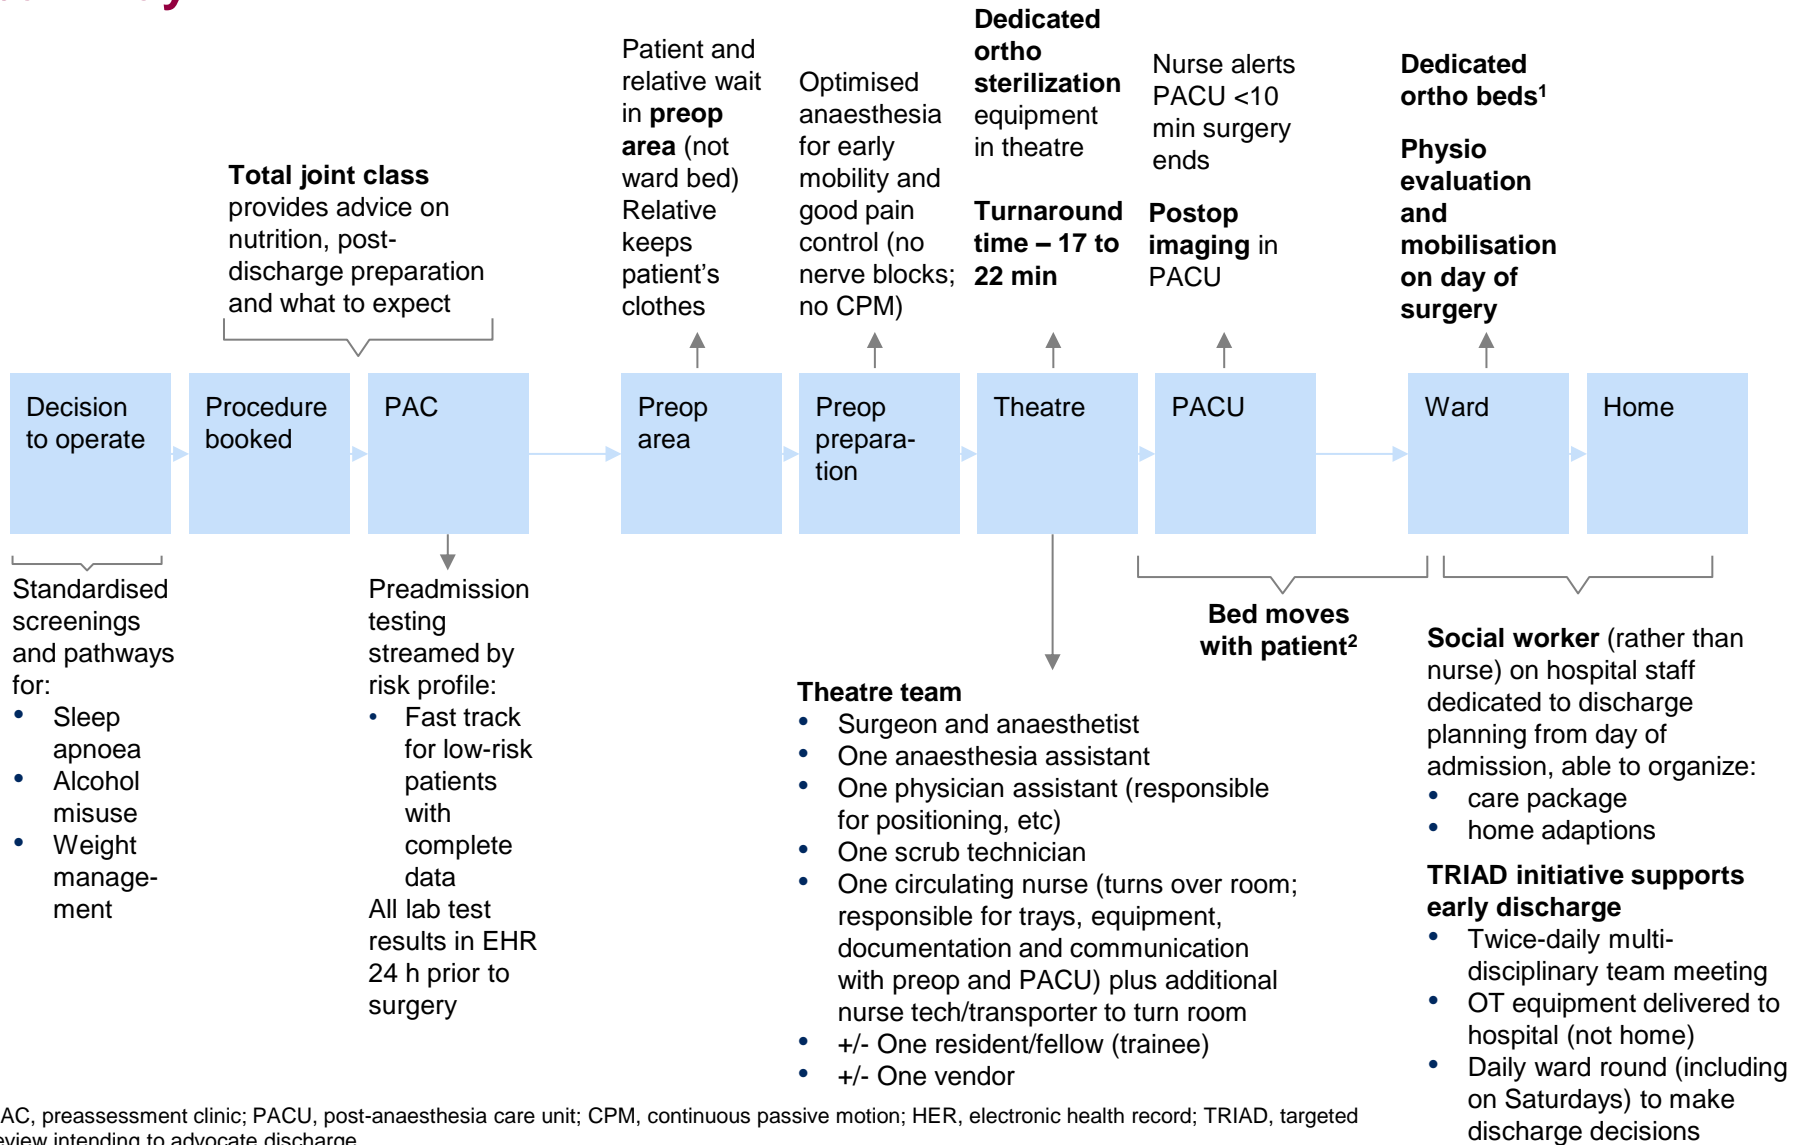 Total joint class
provides advice on
nutrition, post-
discharge preparation
and what to expect
Patient and
relative wait
in preop
area (not
ward bed)
Relative
keeps
patient’s
clothes
Optimised
anaesthesia
for early
mobility and
good pain
control (no
nerve blocks;
no CPM)
Dedicated
ortho
sterilization
equipment
in theatre
Turnaround
time – 17 to
22 min
Nurse alerts
PACU <10
min surgery
ends
Postop
imaging in
PACU
Dedicated
ortho beds¹
Physio
evaluation
and
mobilisation
on day of
surgery
Decision
to operate
Procedure
booked
PAC
Preop
area
Preop
prepara-
tion
Theatre
PACU
Ward
Home
Standardised
screenings
and pathways
for:
• Sleep
apnoea
• Alcohol
misuse
• Weight
manage-
ment
Preadmission
testing
streamed by
risk profile:
• Fast track
for low-risk
patients
with
complete
data
All lab test
results in EHR
24 h prior to
surgery
Theatre team
• Surgeon and anaesthetist
• One anaesthesia assistant
• One physician assistant (responsible
for positioning, etc)
• One scrub technician
• One circulating nurse (turns over room;
responsible for trays, equipment,
documentation and communication
with preop and PACU) plus additional
nurse tech/transporter to turn room
• +/- One resident/fellow (trainee)
• +/- One vendor
Bed moves
with patient²
Social worker (rather than
nurse) on hospital staff
dedicated to discharge
planning from day of
admission, able to organize:
• care package
• home adaptions
TRIAD initiative supports
early discharge
• Twice-daily multi-
disciplinary team meeting
• OT equipment delivered to
hospital (not home)
• Daily ward round (including
on Saturdays) to make
discharge decisions
AC, preassessment clinic; PACU, post-anaesthesia care unit; CPM, continuous passive motion; HER, electronic health record; TRIAD, targeted
eview intending to advocate discharge